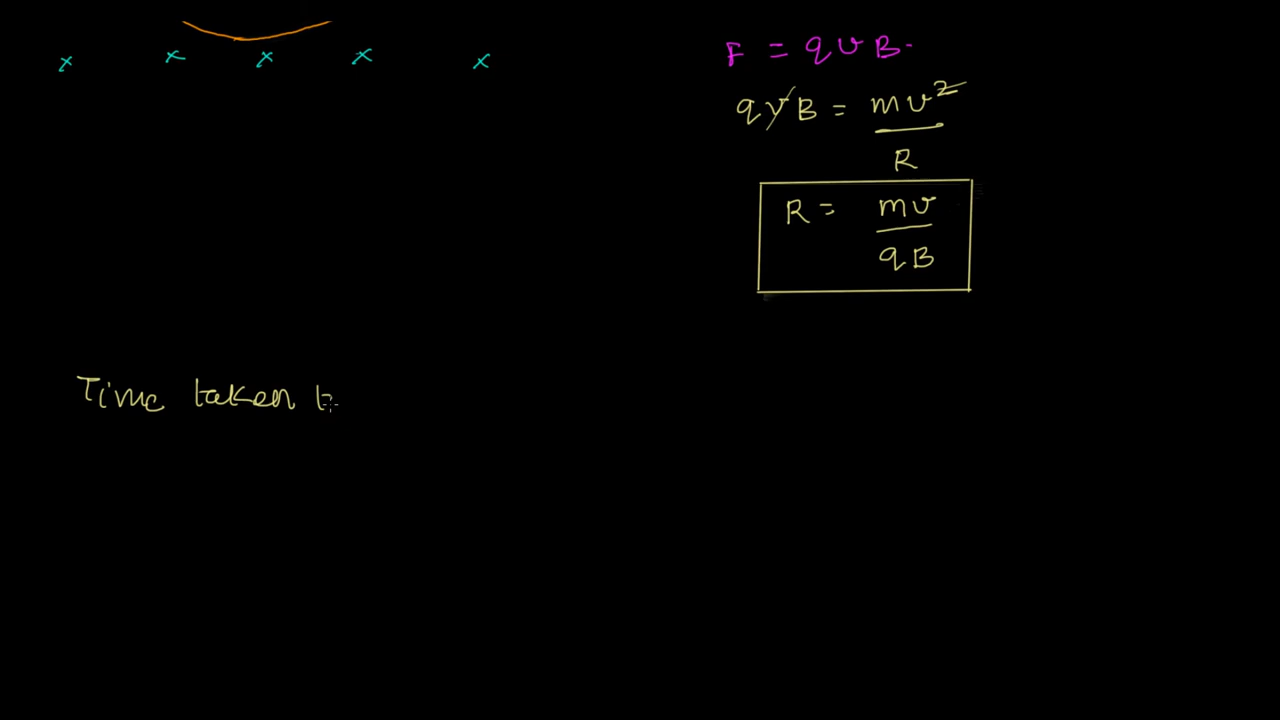 x x x x x
F = qvB.
qvB = mv²/R
R = mv/qB
Time taken t